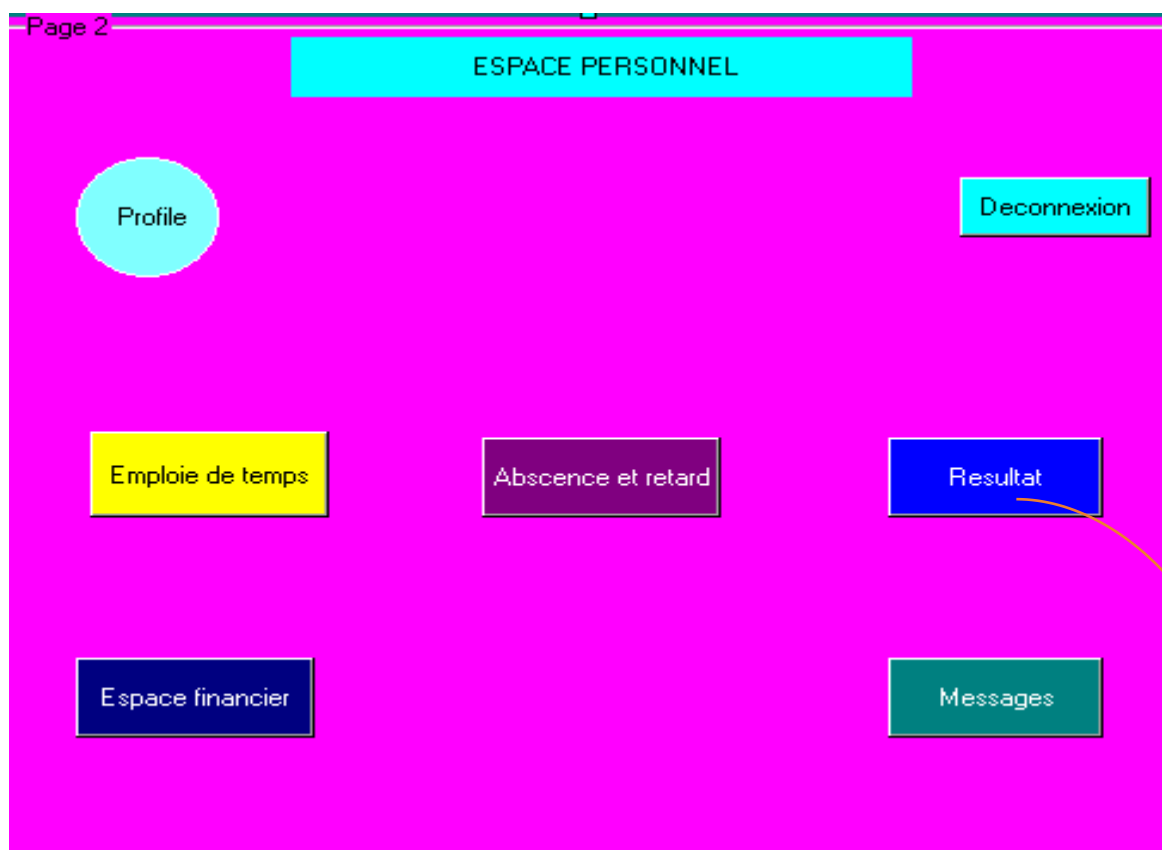 Page 2
ESPACE PERSONNEL
Profile
Deconnexion
Emploie de temps
Abscence et retard
Resultat
Espace financier
Messages